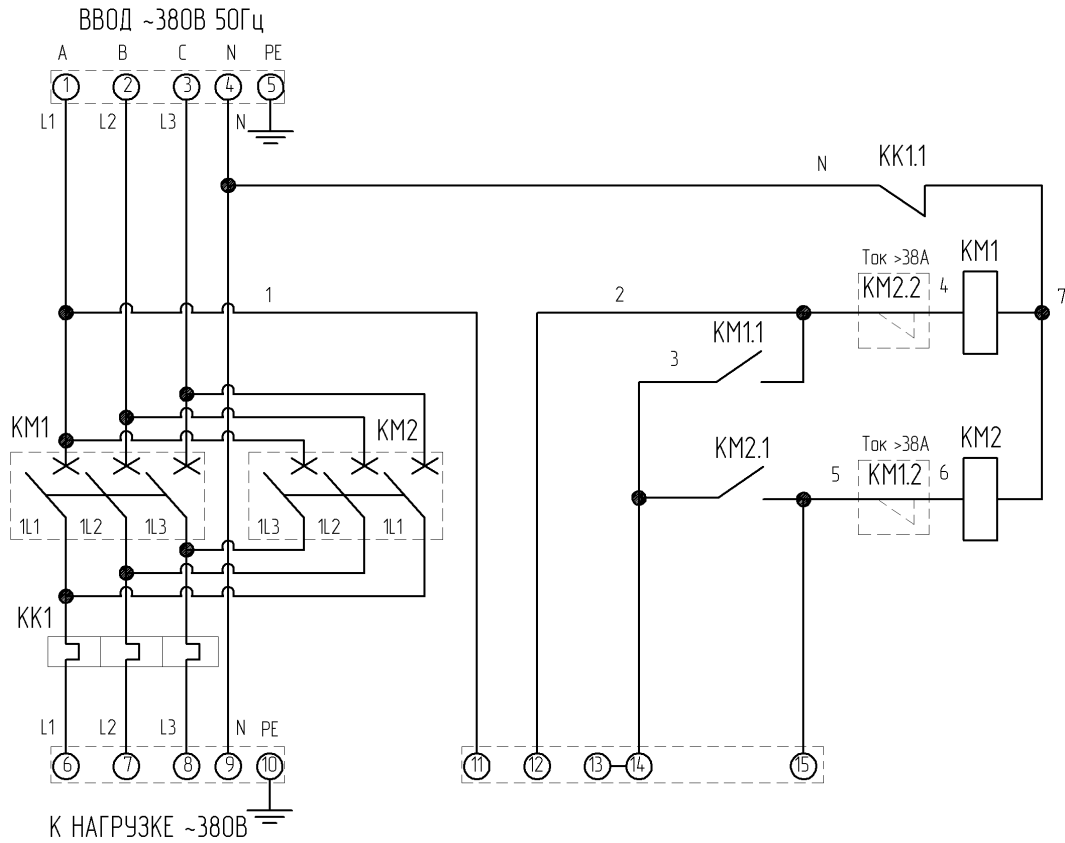 ВВОД ~380В 50Гц
A B C N PE
1 2 3 4 5
L1 L2 L3 N
N KK1.1
Ток >38А KM1
1 2 KM2.2 4 7
KM1.1
3
KM1 KM2
KM2.1 Ток >38А KM2
5 KM1.2 6
1L1 1L2 1L3 1L3 1L2 1L1
KK1
L1 L2 L3 N PE
6 7 8 9 10 11 12 13 14 15
К НАГРУЗКЕ ~380В